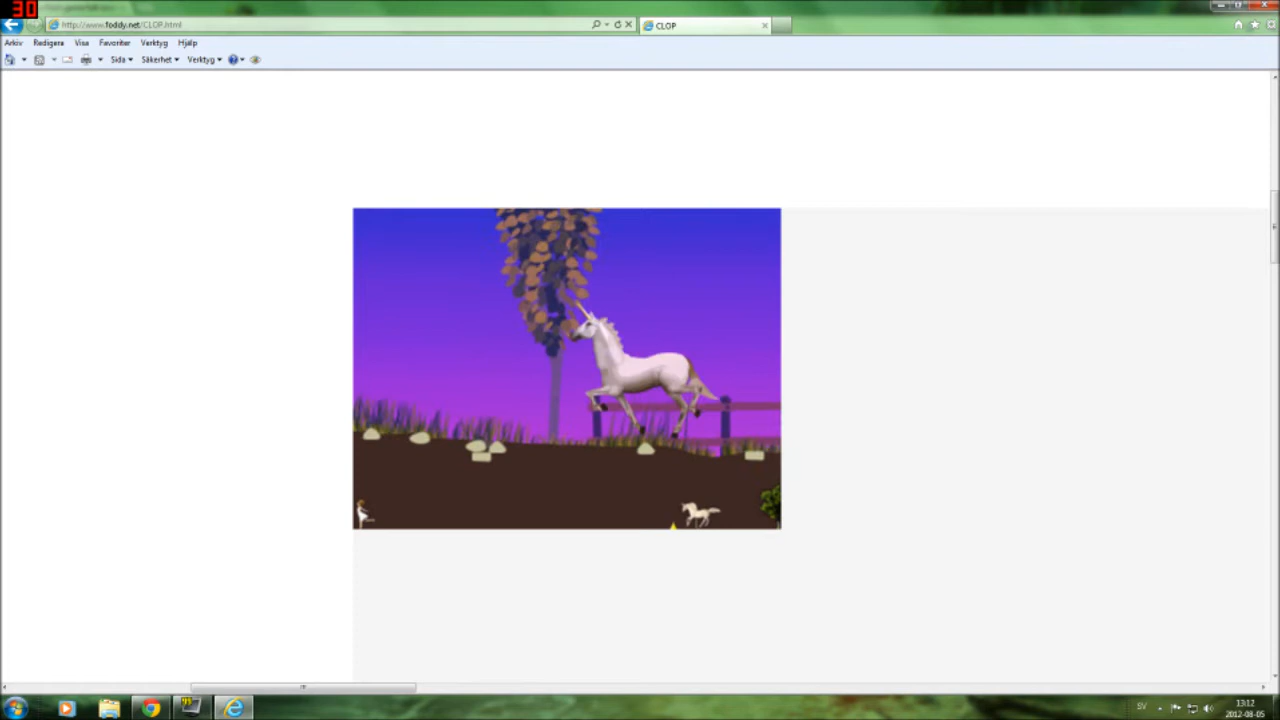 30
http://www.foddy.net/CLOP.html
CLOP
Arkiv Redigera Visa Favoriter Verktyg Hjälp
Sida Säkerhet Verktyg
SV
13:12
2012-08-05